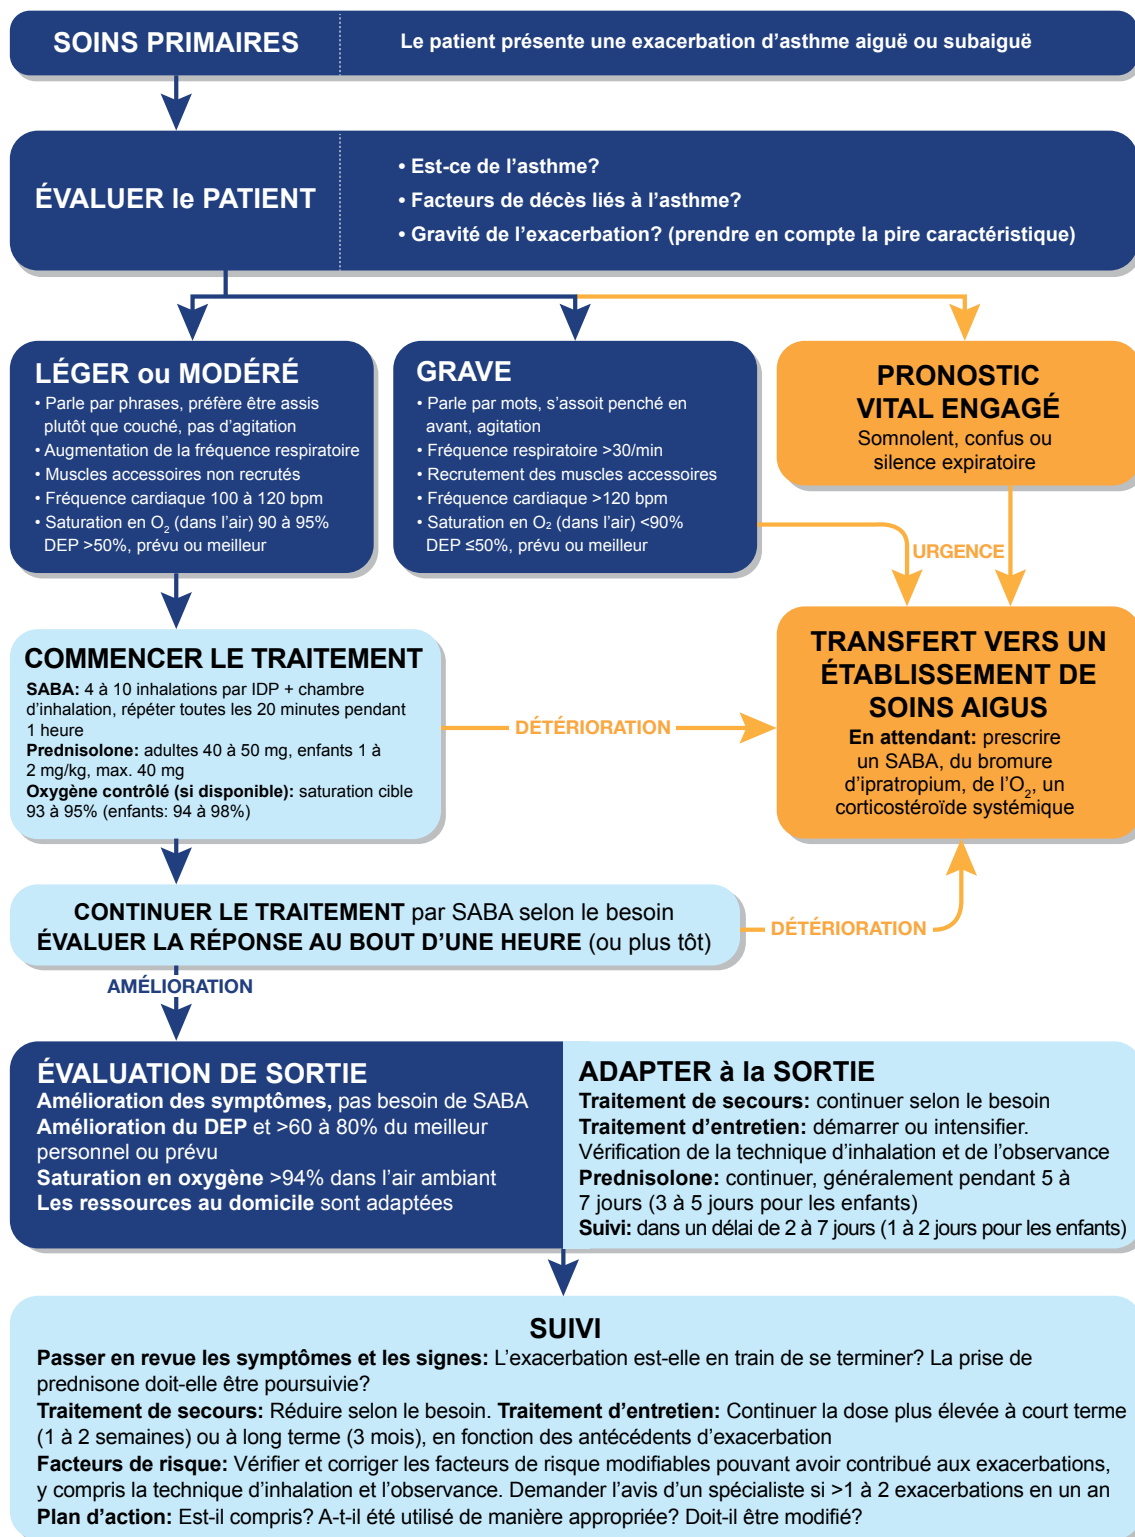 SOINS PRIMAIRES
Le patient présente une exacerbation d’asthme aiguë ou subaiguë
ÉVALUER le PATIENT
• Est-ce de l’asthme?
• Facteurs de décès liés à l’asthme?
• Gravité de l’exacerbation? (prendre en compte la pire caractéristique)
LÉGER ou MODÉRÉ
• Parle par phrases, préfère être assis
plutôt que couché, pas d’agitation
• Augmentation de la fréquence respiratoire
• Muscles accessoires non recrutés
• Fréquence cardiaque 100 à 120 bpm
• Saturation en O₂ (dans l’air) 90 à 95%
DEP >50%, prévu ou meilleur
GRAVE
• Parle par mots, s’assoit penché en
avant, agitation
• Fréquence respiratoire >30/min
• Recrutement des muscles accessoires
• Fréquence cardiaque >120 bpm
• Saturation en O₂ (dans l’air) <90%
DEP ≤50%, prévu ou meilleur
PRONOSTIC
VITAL ENGAGÉ
Somnolent, confus ou
silence expiratoire
URGENCE
COMMENCER LE TRAITEMENT
SABA: 4 à 10 inhalations par IDP + chambre
d’inhalation, répéter toutes les 20 minutes pendant
1 heure
Prednisolone: adultes 40 à 50 mg, enfants 1 à
2 mg/kg, max. 40 mg
Oxygène contrôlé (si disponible): saturation cible
93 à 95% (enfants: 94 à 98%)
DÉTÉRIORATION
TRANSFERT VERS UN
ÉTABLISSEMENT DE
SOINS AIGUS
En attendant: prescrire
un SABA, du bromure
d’ipratropium, de l’O₂, un
corticostéroïde systémique
CONTINUER LE TRAITEMENT par SABA selon le besoin
ÉVALUER LA RÉPONSE AU BOUT D’UNE HEURE (ou plus tôt)
DÉTÉRIORATION
AMÉLIORATION
ÉVALUATION DE SORTIE
Amélioration des symptômes, pas besoin de SABA
Amélioration du DEP et >60 à 80% du meilleur
personnel ou prévu
Saturation en oxygène >94% dans l’air ambiant
Les ressources au domicile sont adaptées
ADAPTER à la SORTIE
Traitement de secours: continuer selon le besoin
Traitement d’entretien: démarrer ou intensifier.
Vérification de la technique d’inhalation et de l’observance
Prednisolone: continuer, généralement pendant 5 à
7 jours (3 à 5 jours pour les enfants)
Suivi: dans un délai de 2 à 7 jours (1 à 2 jours pour les enfants)
SUIVI
Passer en revue les symptômes et les signes: L’exacerbation est-elle en train de se terminer? La prise de
prednisone doit-elle être poursuivie?
Traitement de secours: Réduire selon le besoin. Traitement d’entretien: Continuer la dose plus élevée à court terme
(1 à 2 semaines) ou à long terme (3 mois), en fonction des antécédents d’exacerbation
Facteurs de risque: Vérifier et corriger les facteurs de risque modifiables pouvant avoir contribué aux exacerbations,
y compris la technique d’inhalation et l’observance. Demander l’avis d’un spécialiste si >1 à 2 exacerbations en un an
Plan d’action: Est-il compris? A-t-il été utilisé de manière appropriée? Doit-il être modifié?